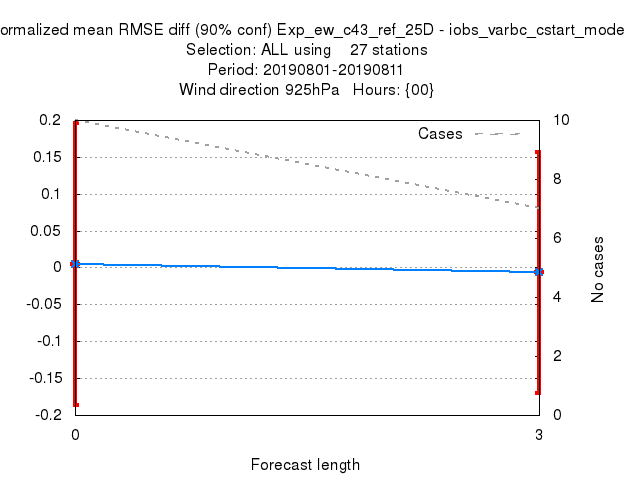 ormalized mean RMSE diff (90% conf) Exp_ew_c43_ref_25D - iobs_varbc_cstart_mode
Selection: ALL using 27 stations
Period: 20190801-20190811
Wind direction 925hPa Hours: {00}
Cases
0.2
0.15
0.1
0.05
0
-0.05
-0.1
-0.15
-0.2
10
8
6
4
2
0
No cases
0
3
Forecast length